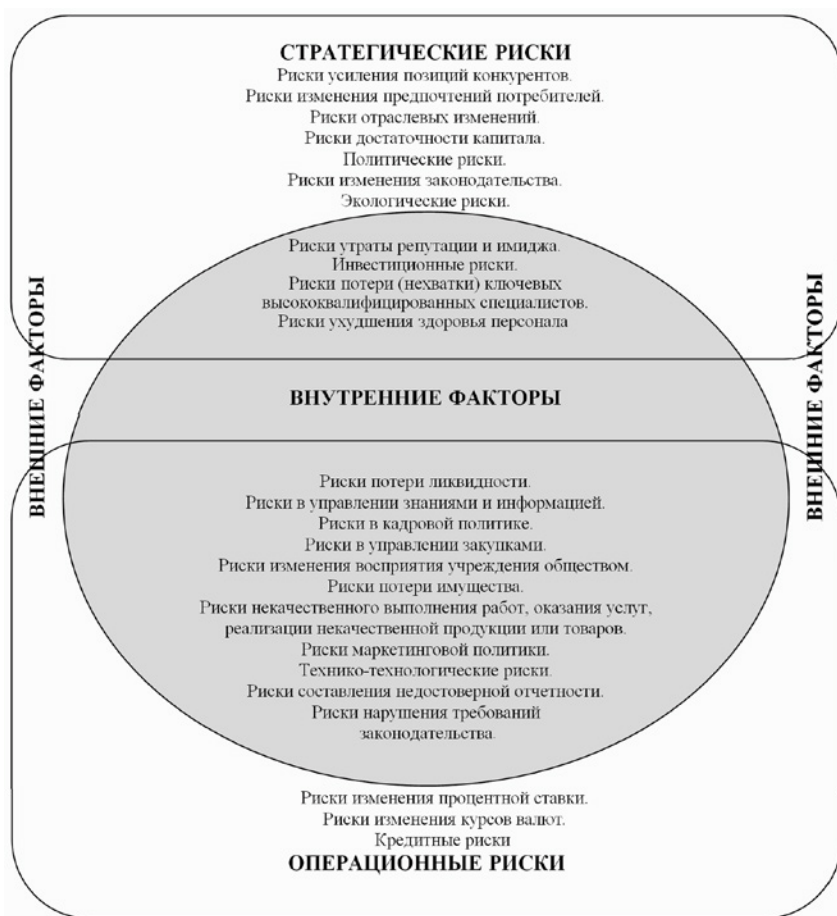 СТРАТЕГИЧЕСКИЕ РИСКИ
Риски усиления позиций конкурентов.
Риски изменения предпочтений потребителей.
Риски отраслевых изменений.
Риски достаточности капитала.
Политические риски.
Риски изменения законодательства.
Экологические риски.
Риски утраты репутации и имиджа.
Инвестиционные риски.
Риски потери (нехватки) ключевых
высококвалифицированных специалистов.
Риски ухудшения здоровья персонала
ВНЕШНИЕ ФАКТОРЫ
ВНУТРЕННИЕ ФАКТОРЫ
ВНЕШНИЕ ФАКТОРЫ
Риски потери ликвидности.
Риски в управлении знаниями и информацией.
Риски в кадровой политике.
Риски в управлении закупками.
Риски изменения восприятия учреждения обществом.
Риски потери имущества.
Риски некачественного выполнения работ, оказания услуг,
реализации некачественной продукции или товаров.
Риски маркетинговой политики.
Технико-технологические риски.
Риски составления недостоверной отчетности.
Риски нарушения требований
законодательства.
Риски изменения процентной ставки.
Риски изменения курсов валют.
Кредитные риски
ОПЕРАЦИОННЫЕ РИСКИ